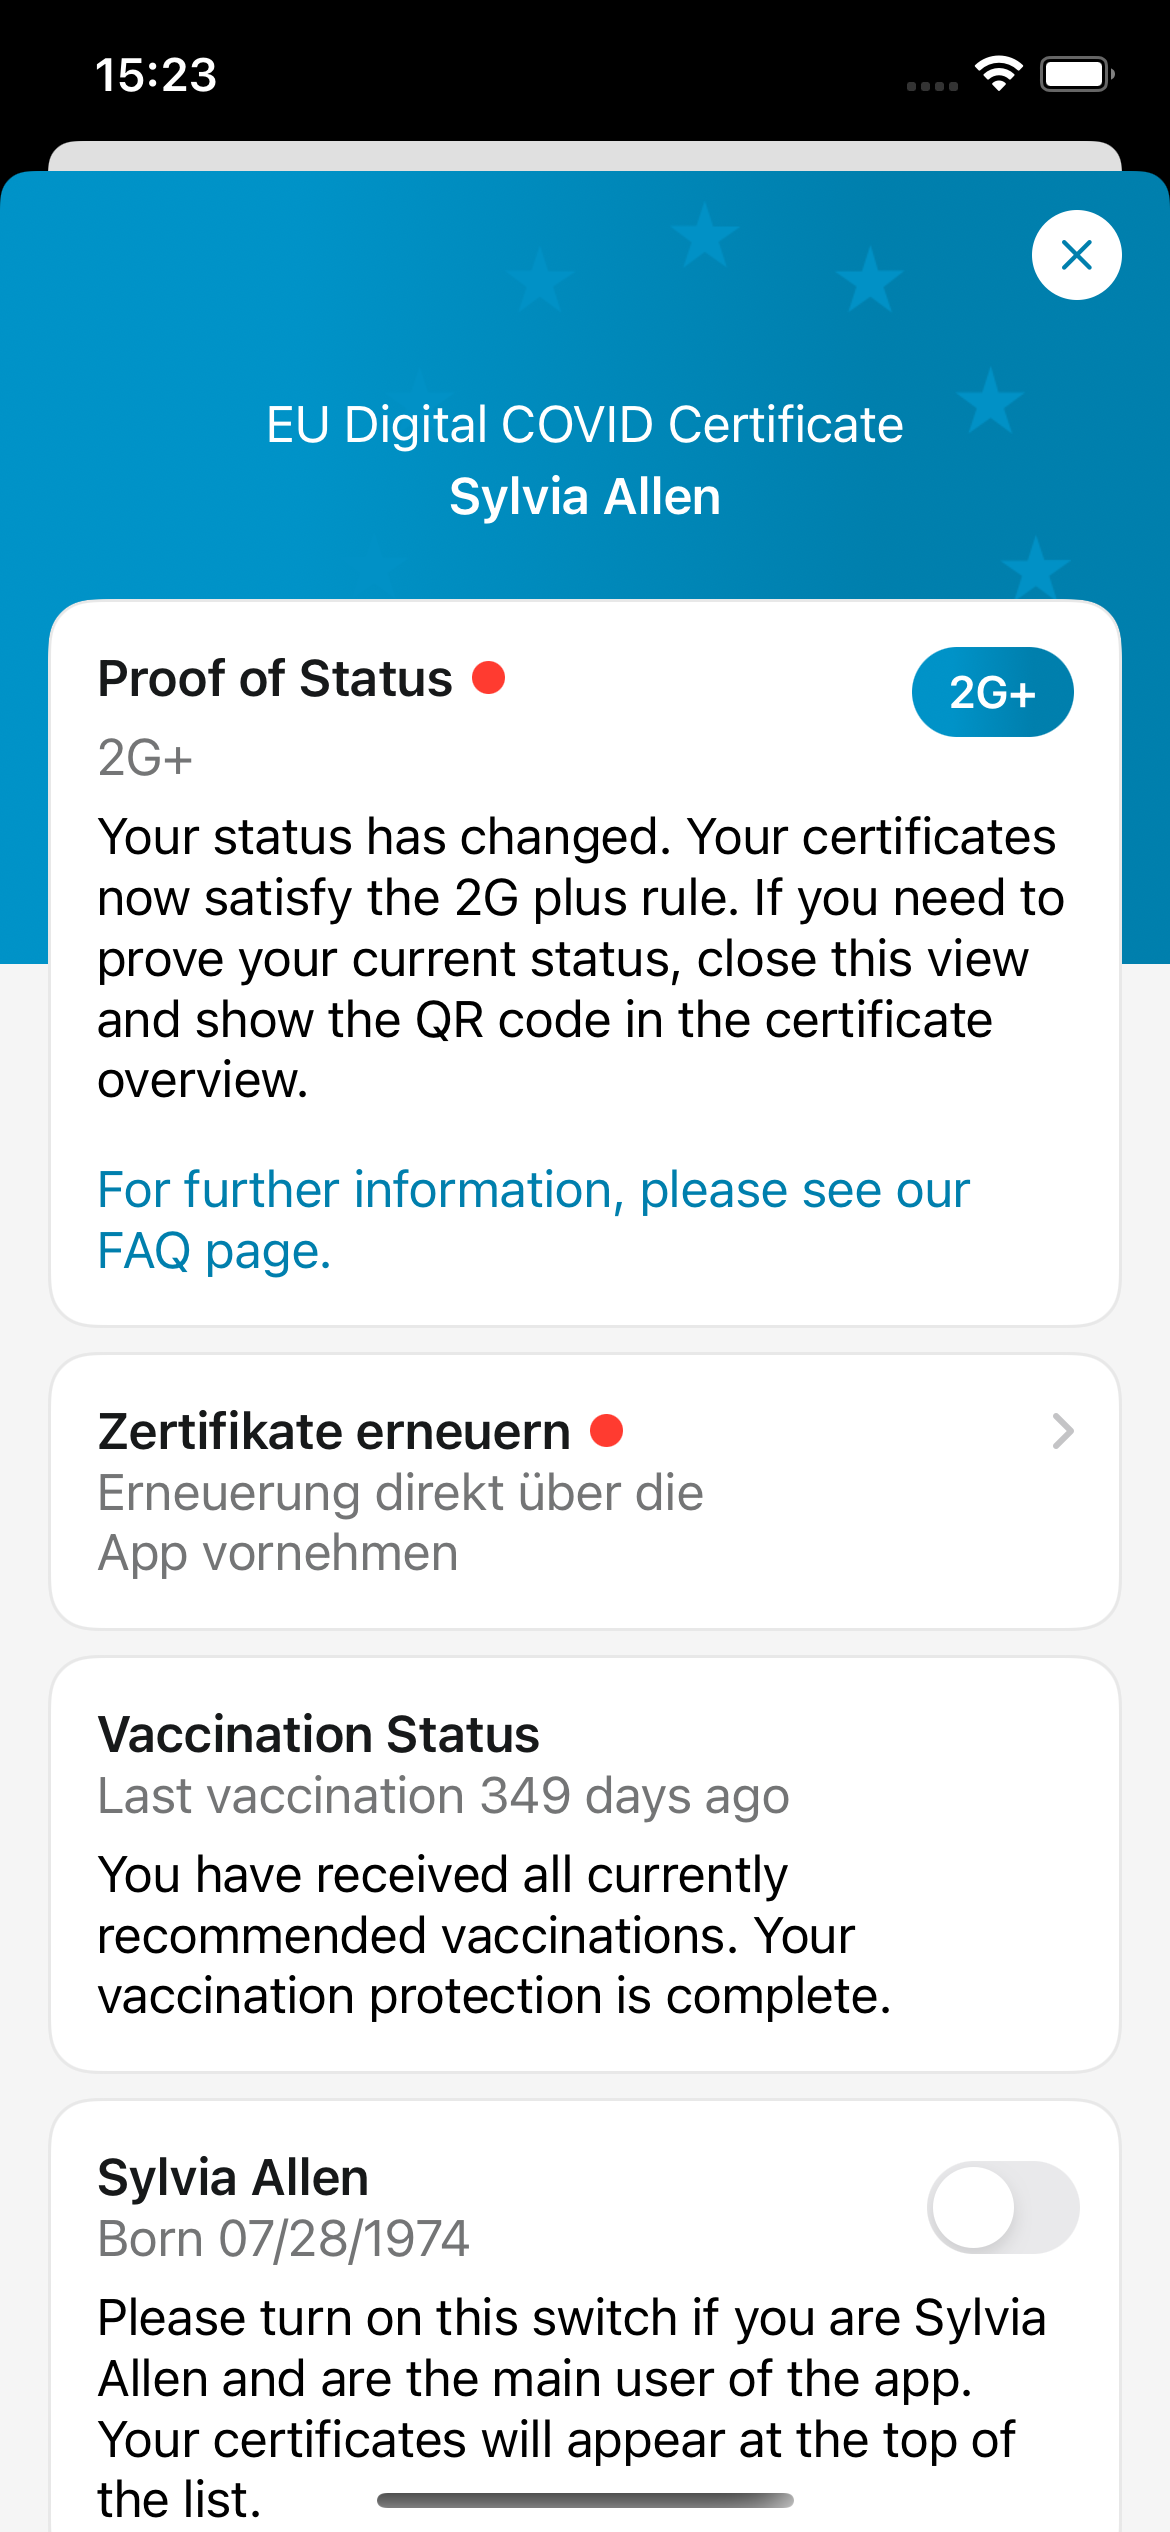 15:23
EU Digital COVID Certificate
Sylvia Allen
Proof of Status
2G+
2G+
Your status has changed. Your certificates
now satisfy the 2G plus rule. If you need to
prove your current status, close this view
and show the QR code in the certificate
overview.
For further information, please see our
FAQ page.
Zertifikate erneuern
Erneuerung direkt über die
App vornehmen
Vaccination Status
Last vaccination 349 days ago
You have received all currently
recommended vaccinations. Your
vaccination protection is complete.
Sylvia Allen
Born 07/28/1974
Please turn on this switch if you are Sylvia
Allen and are the main user of the app.
Your certificates will appear at the top of
the list.